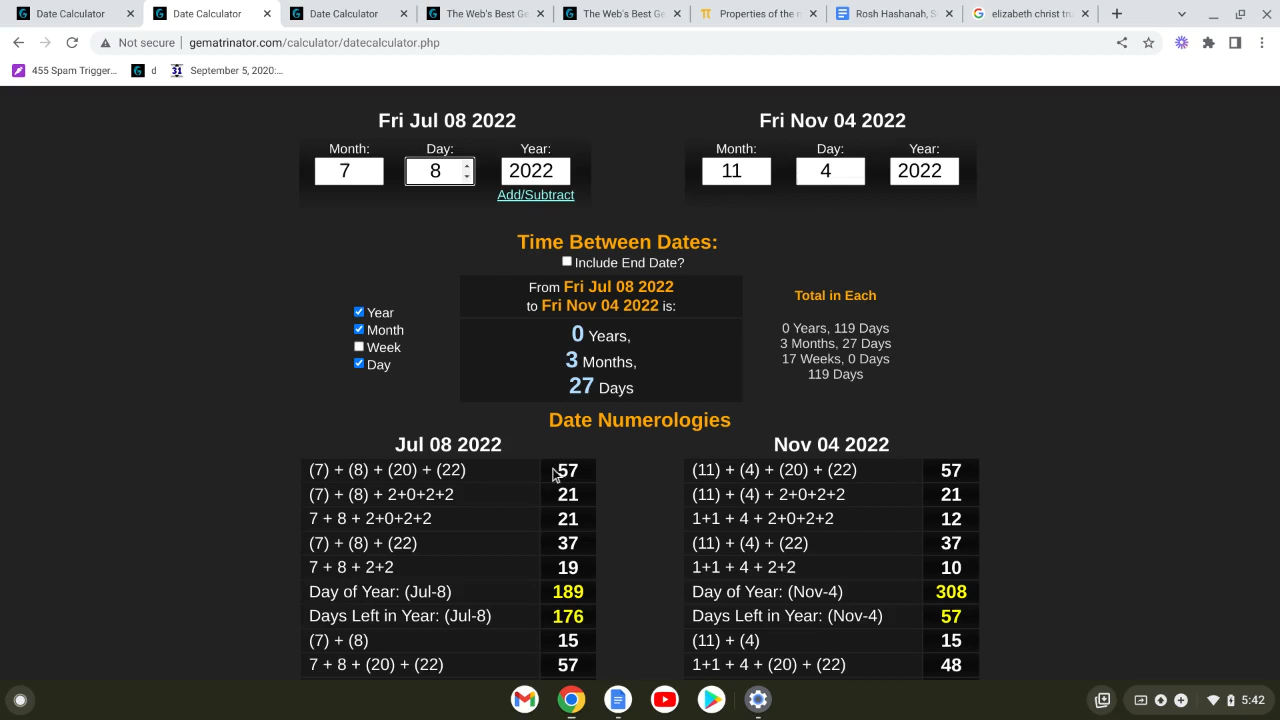 Date Calculator
Date Calculator
Date Calculator
The Web's Best Ge
The Web's Best Ge
Properties of the
Rosh Hashanah, S
elizabeth christ tru
Not secure | gematrinator.com/calculator/datecalculator.php
455 Spam Trigger...
d
31
September 5, 2020:...
Fri Jul 08 2022
Fri Nov 04 2022
Month: Day: Year:
Month: Day: Year:
7 8 2022
11 4 2022
Add/Subtract
Time Between Dates:
Include End Date?
From Fri Jul 08 2022
to Fri Nov 04 2022 is:
Year
Month
Week
Day
0 Years,
3 Months,
27 Days
Total in Each
0 Years, 119 Days
3 Months, 27 Days
17 Weeks, 0 Days
119 Days
Date Numerologies
Jul 08 2022
(7) + (8) + (20) + (22) 57
(7) + (8) + 2+0+2+2 21
7 + 8 + 2+0+2+2 21
(7) + (8) + (22) 37
7 + 8 + 2+2 19
Day of Year: (Jul-8) 189
Days Left in Year: (Jul-8) 176
(7) + (8) 15
7 + 8 + (20) + (22) 57
Nov 04 2022
(11) + (4) + (20) + (22) 57
(11) + (4) + 2+0+2+2 21
1+1 + 4 + 2+0+2+2 12
(11) + (4) + (22) 37
1+1 + 4 + 2+2 10
Day of Year: (Nov-4) 308
Days Left in Year: (Nov-4) 57
(11) + (4) 15
1+1 + 4 + (20) + (22) 48
5:42